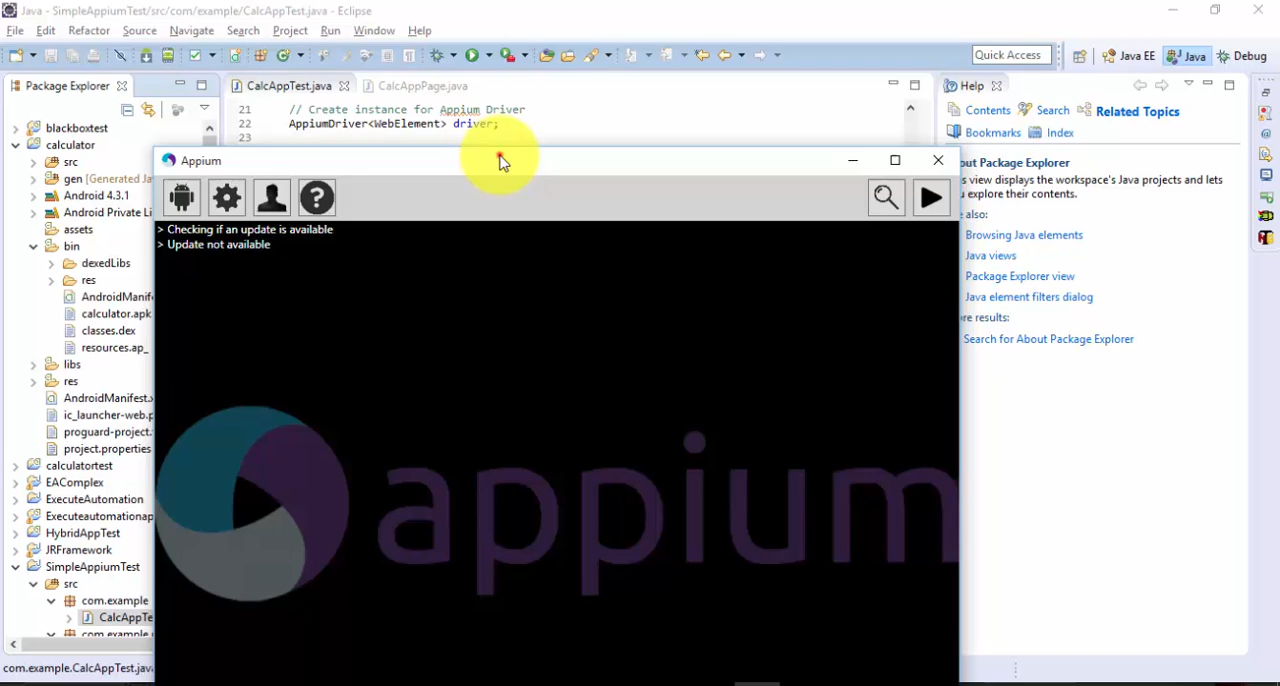 Java - SimpleAppiumTest/src/com/example/CalcAppTest.java - Eclipse
File Edit Refactor Source Navigate Search Project Run Window Help
Quick Access Java EE Java Debug
Package Explorer
CalcAppTest.java CalcAppPage.java
Help
blackboxtest
calculator
src
gen [Generated J
Android 4.3.1
Android Private Li
assets
bin
dexedLibs
res
AndroidManif
calculator.apk
classes.dex
resources.ap_
libs
res
AndroidManifest.x
ic_launcher-web.p
proguard-project.
project.properties
calculatortest
EAComplex
ExecuteAutomation
Executeautomationap
HybridAppTest
JRFramework
SimpleAppiumTest
src
com.example
CalcAppTe
com.example.
21 // Create instance for Appium Driver
22 AppiumDriver<WebElement> driver;
23
Appium
> Checking if an update is available
> Update not available
appium
Contents Search Related Topics
Bookmarks Index
out Package Explorer
s view displays the workspace's Java projects and lets
u explore their contents.
e also:
Browsing Java elements
Java views
Package Explorer view
Java element filters dialog
ore results:
Search for About Package Explorer
com.example.CalcAppTest.java